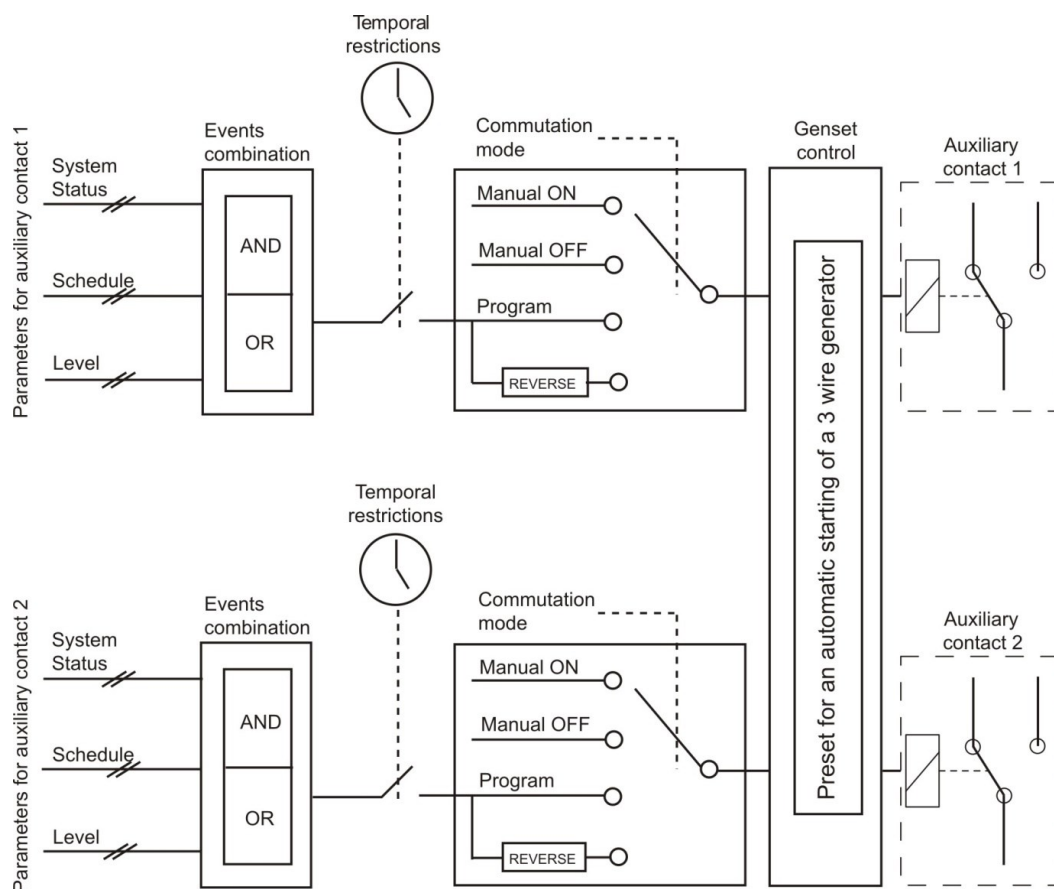 Temporal
restrictions
Parameters for auxiliary contact 1
System
Status
Schedule
Level
Events
combination
AND
OR
Commutation
mode
Manual ON
Manual OFF
Program
REVERSE
Genset
control
Preset for an automatic starting of a 3 wire generator
Auxiliary
contact 1
Temporal
restrictions
Parameters for auxiliary contact 2
System
Status
Schedule
Level
Events
combination
AND
OR
Commutation
mode
Manual ON
Manual OFF
Program
REVERSE
Auxiliary
contact 2